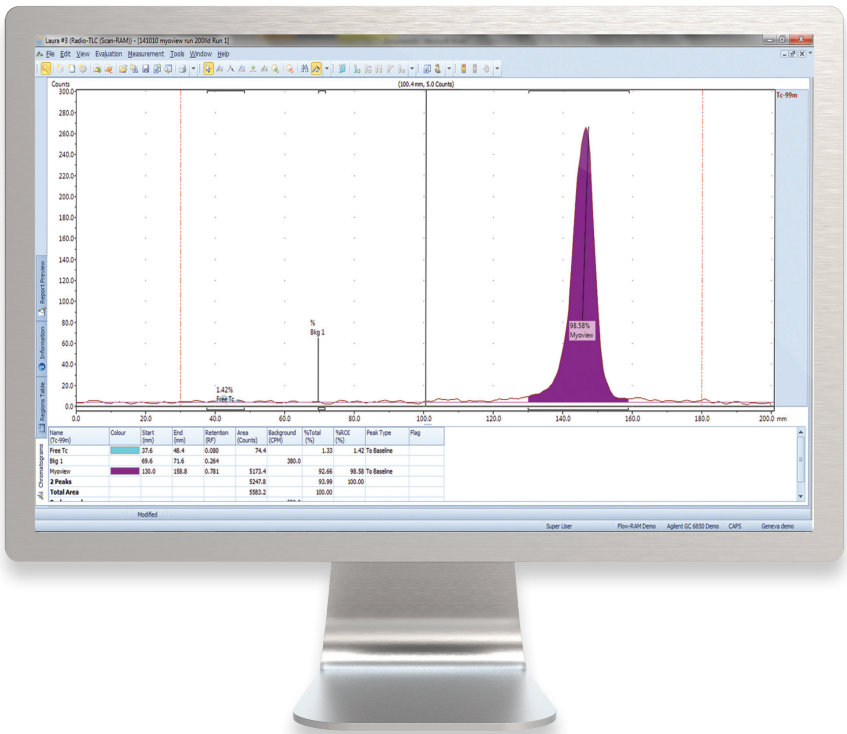 Laura #3 (Radio-TLC (Scan-RAM)) - [141010 myoview run 200lld Run 1]
File Edit View Evaluation Measurement Tools Window Help
Counts
(100.4 mm, 5.0 Counts)
Tc-99m
300.0
280.0
260.0
240.0
220.0
200.0
180.0
160.0
140.0
120.0
100.0
80.0
60.0
40.0
20.0
0.0
%
Bkg 1
98.58%
Myoview
1.42%
Free Tc
0.0 20.0 40.0 60.0 80.0 100.0 120.0 140.0 160.0 180.0 200.0 mm
Report Preview
Information
Regions Table
Chromatograms
Name (Tc-99m) Colour Start (mm) End (mm) Retention (RF) Area (Counts) Background (CPM) %Total (%) %ROI (%) Peak Type Flag
Free Tc 37.6 48.4 0.080 74.4 1.33 1.42 To Baseline
Bkg 1 69.6 71.6 0.264 380.0
Myoview 130.0 158.8 0.781 5173.4 92.66 98.58 To Baseline
2 Peaks 5247.8 93.99 100.00
Total Area 5583.2 100.00
Modified
Super User Flow-RAM Demo Agilent GC 6850 Demo CAPS Geneva demo